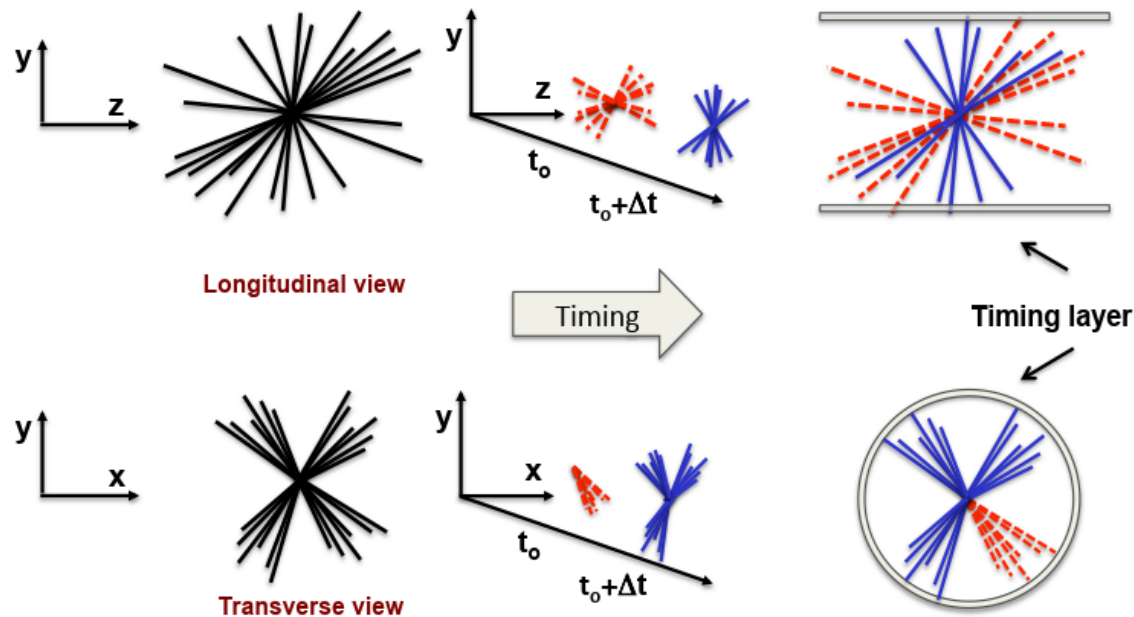 y
z
y
z
t₀
t₀+Δt
Longitudinal view
Timing
Timing layer
y
x
y
x
t₀
t₀+Δt
Transverse view